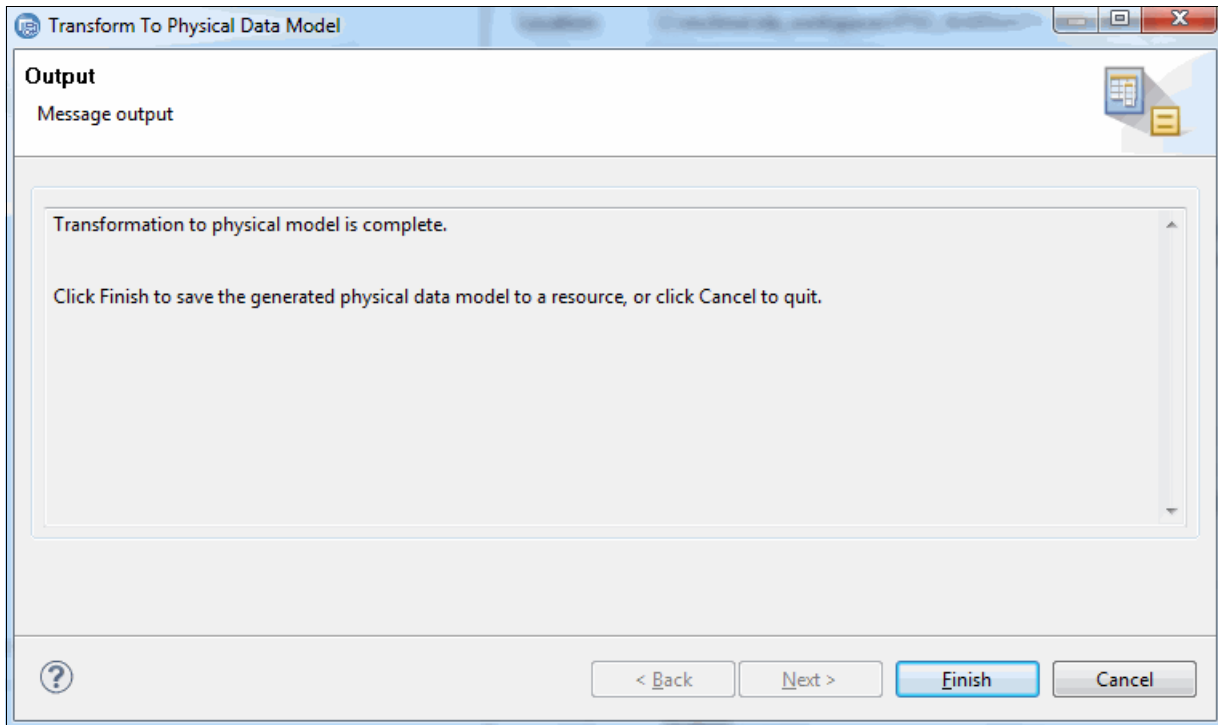 Transform To Physical Data Model
Output
Message output
Transformation to physical model is complete.
Click Finish to save the generated physical data model to a resource, or click Cancel to quit.
?
< Back
Next >
Finish
Cancel